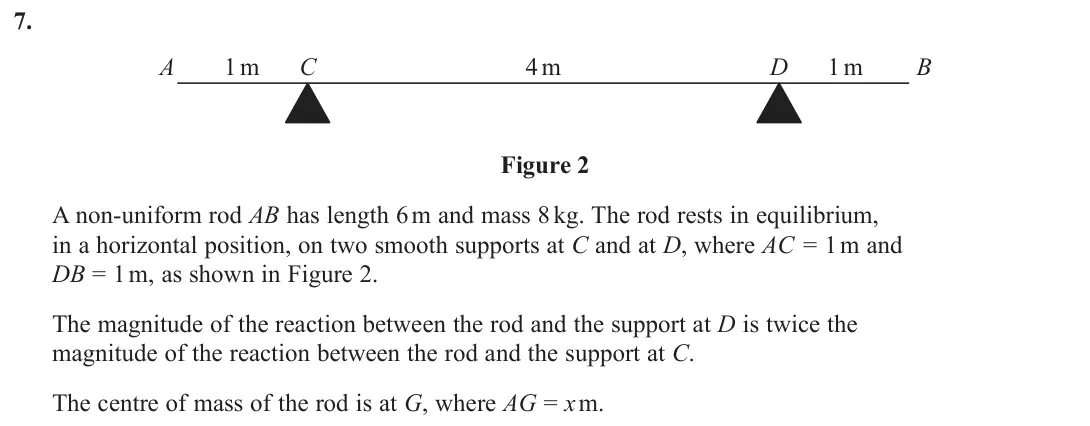 7.
A 1 m C 4 m D 1 m B
Figure 2
A non-uniform rod AB has length 6 m and mass 8 kg. The rod rests in equilibrium,
in a horizontal position, on two smooth supports at C and at D, where AC = 1 m and
DB = 1 m, as shown in Figure 2.
The magnitude of the reaction between the rod and the support at D is twice the
magnitude of the reaction between the rod and the support at C.
The centre of mass of the rod is at G, where AG = x m.